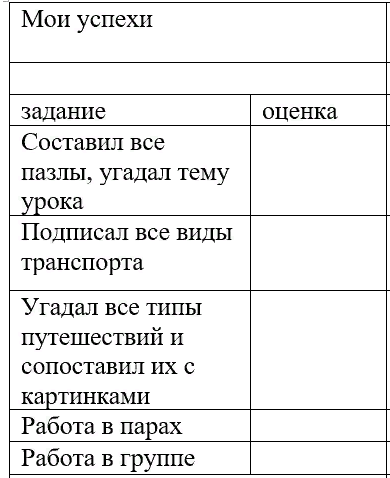 Мои успехи
задание оценка
Составил все
пазлы, угадал тему
урока
Подписал все виды
транспорта
Угадал все типы
путешествий и
сопоставил их с
картинками
Работа в парах
Работа в группе